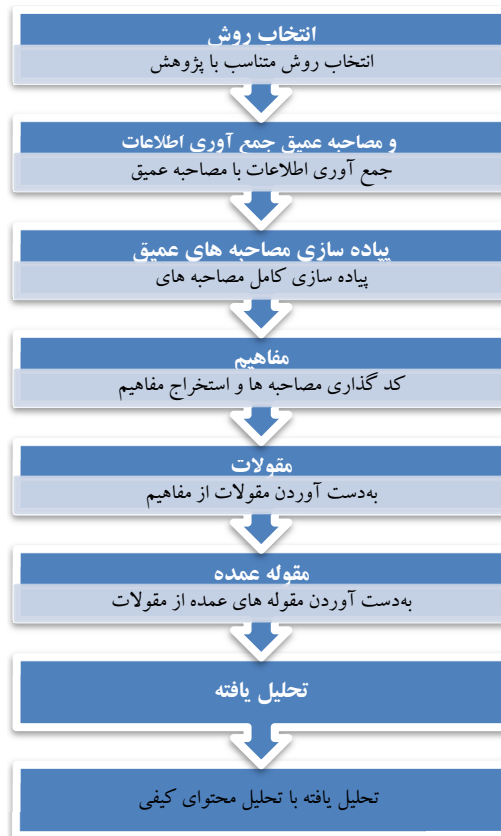 انتخاب روش
انتخاب روش متناسب با پژوهش
و مصاحبه عمیق جمع آوری اطلاعات
جمع آوری اطلاعات با مصاحبه عمیق
پیاده سازی مصاحبه های عمیق
پیاده سازی کامل مصاحبه های
مفاهیم
کد گذاری مصاحبه ها و استخراج مفاهیم
مقولات
به‌دست آوردن مقولات از مفاهیم
مقوله عمده
به‌دست آوردن مقوله های عمده از مقولات
تحلیل یافته
تحلیل یافته با تحلیل محتوای کیفی